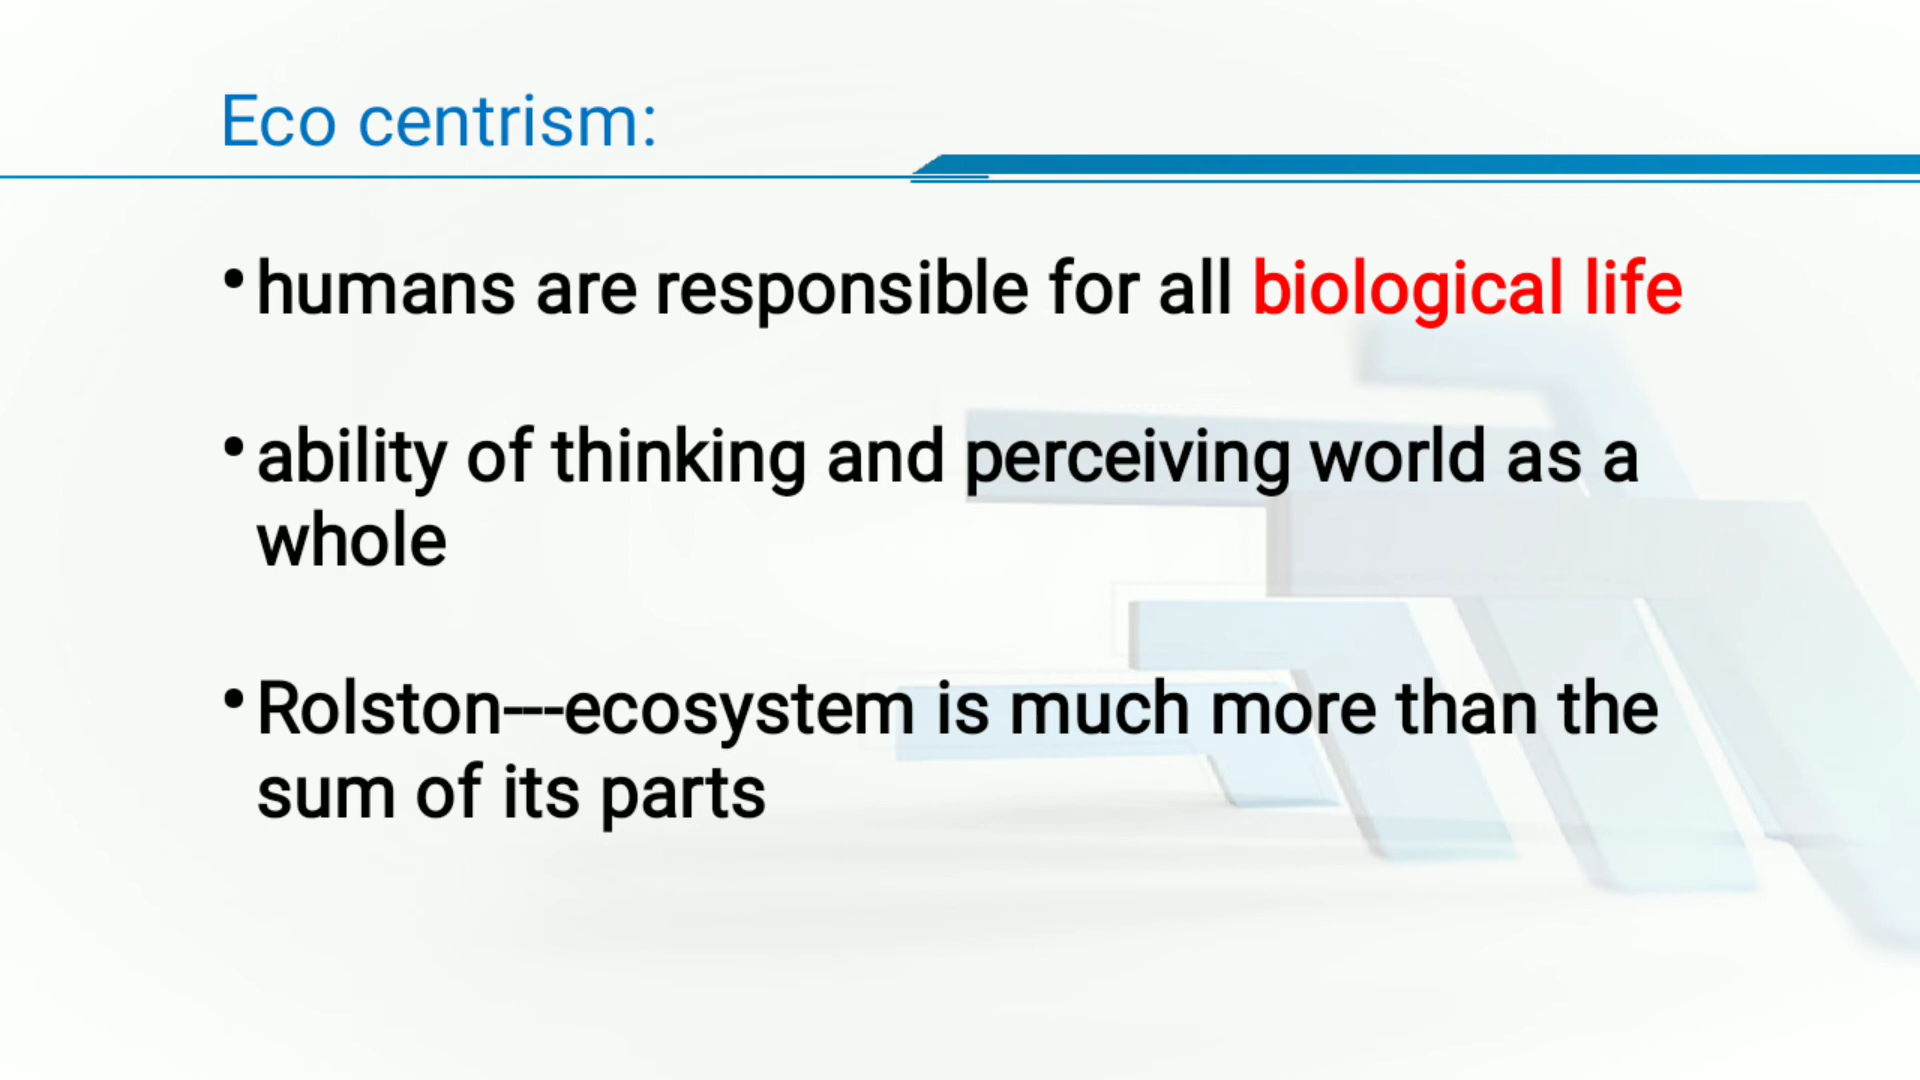 Eco centrism:
•humans are responsible for all biological life
•ability of thinking and perceiving world as a
whole
•Rolston---ecosystem is much more than the
sum of its parts